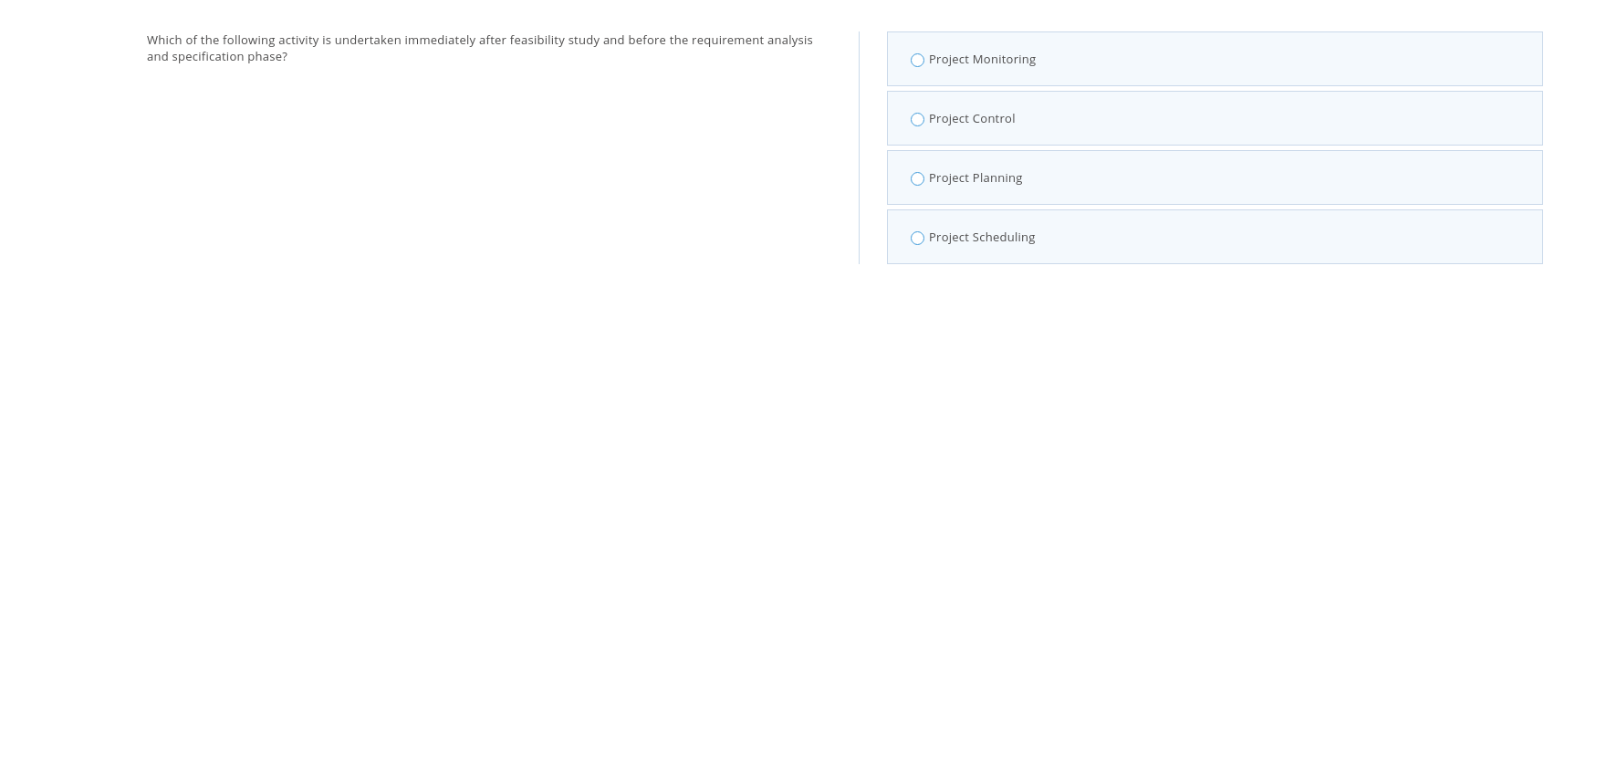 Which of the following activity is undertaken immediately after feasibility study and before the requirement analysis
and specification phase?
Project Monitoring
Project Control
Project Planning
Project Scheduling